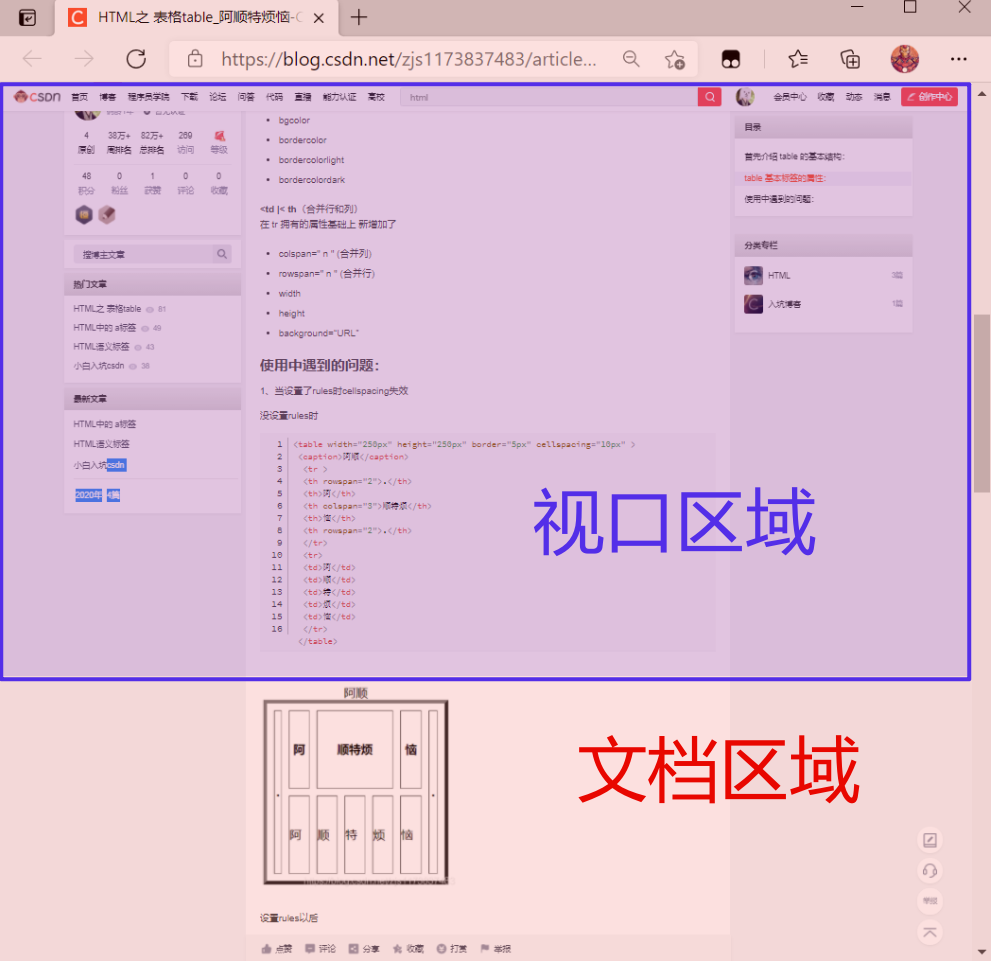 HTML之 表格table_阿顺特烦恼-C
https://blog.csdn.net/zjs1173837483/article...
CSDN 首页 博客 程序员学院 下载 论坛 问答 代码 直播 能力认证 高校 html 会员中心 收藏 动态 消息 创作中心
4 38万+ 82万+ 269
原创 周排名 总排名 访问 等级
48 0 1 0 0
积分 粉丝 获赞 评论 收藏
搜博主文章
热门文章
HTML之 表格table 61
HTML中的 a标签 49
HTML语义标签 43
小白入坑csdn 38
最新文章
HTML中的 a标签
HTML语义标签
小白入坑csdn
2020年 4篇
bgcolor
bordercolor
bordercolorlight
bordercolordark
<td |< th（合并行和列）
在 tr 拥有的属性基础上 新增加了
colspan=" n " (合并列)
rowspan=" n " (合并行)
width
height
background="URL"
使用中遇到的问题：
1、当设置了rules时cellspacing失效
没设置rules时
1 <table width="250px" height="250px" border="5px" cellspacing="10px" >
2 <caption>阿顺</caption>
3 <tr >
4 <th rowspan="2">.</th>
5 <th>阿</th>
6 <th colspan="3">顺特烦</th>
7 <th>恼</th>
8 <th rowspan="2">.</th>
9 </tr>
10 <tr>
11 <td>阿</td>
12 <td>顺</td>
13 <td>特</td>
14 <td>烦</td>
15 <td>恼</td>
16 </tr>
</table>
目录
首先介绍 table 的基本结构:
table 基本标签的属性:
使用中遇到的问题:
分类专栏
HTML 3篇
入坑博客 1篇
视口区域
阿顺
阿 顺特烦 恼
. .
阿 顺 特 烦 恼
文档区域
设置rules以后
点赞 评论 分享 收藏 打赏 举报
举报